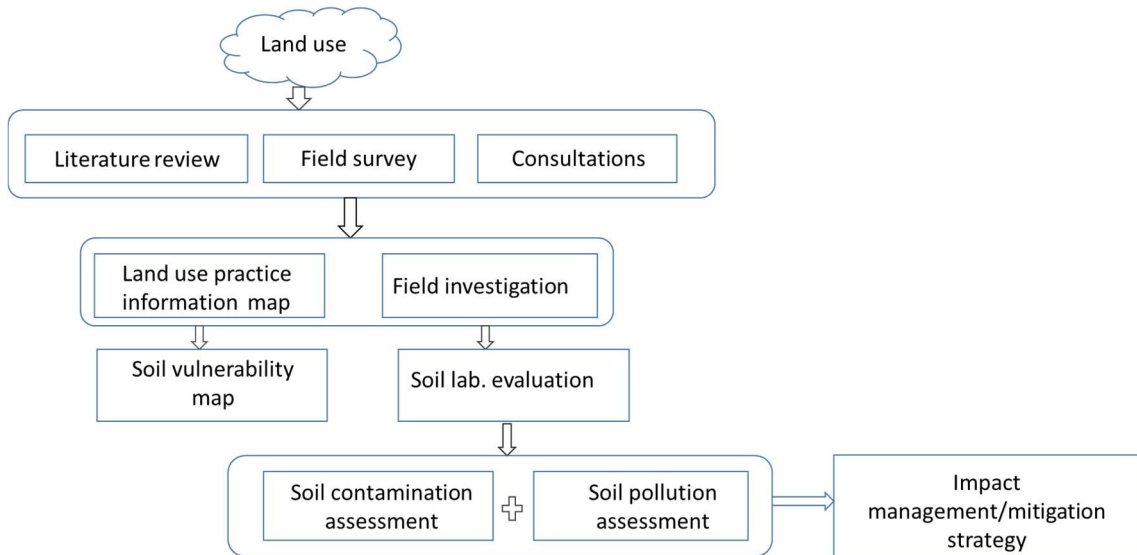 Land use
Literature review
Field survey
Consultations
Land use practice
information map
Field investigation
Soil vulnerability
map
Soil lab. evaluation
Soil contamination
assessment
Soil pollution
assessment
Impact
management/mitigation
strategy